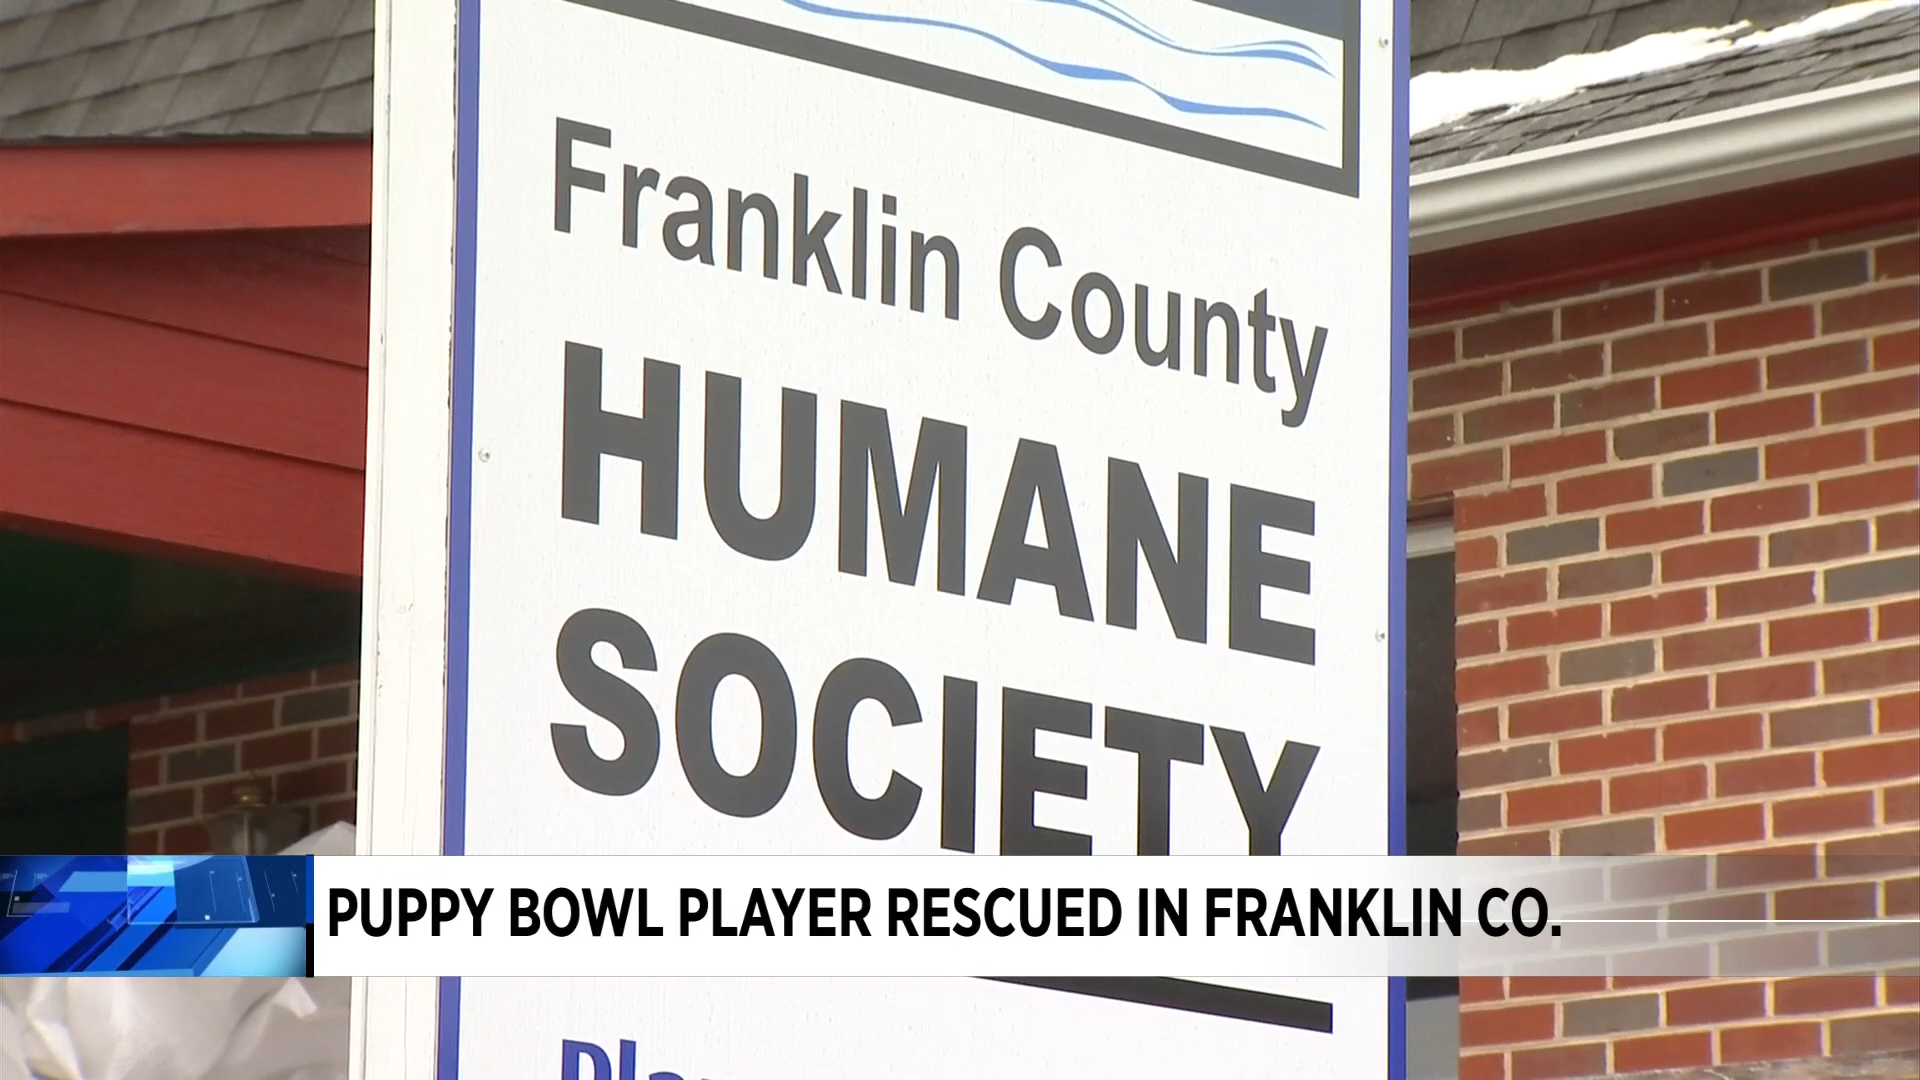 Franklin County
HUMANE
SOCIETY
PUPPY BOWL PLAYER RESCUED IN FRANKLIN CO.